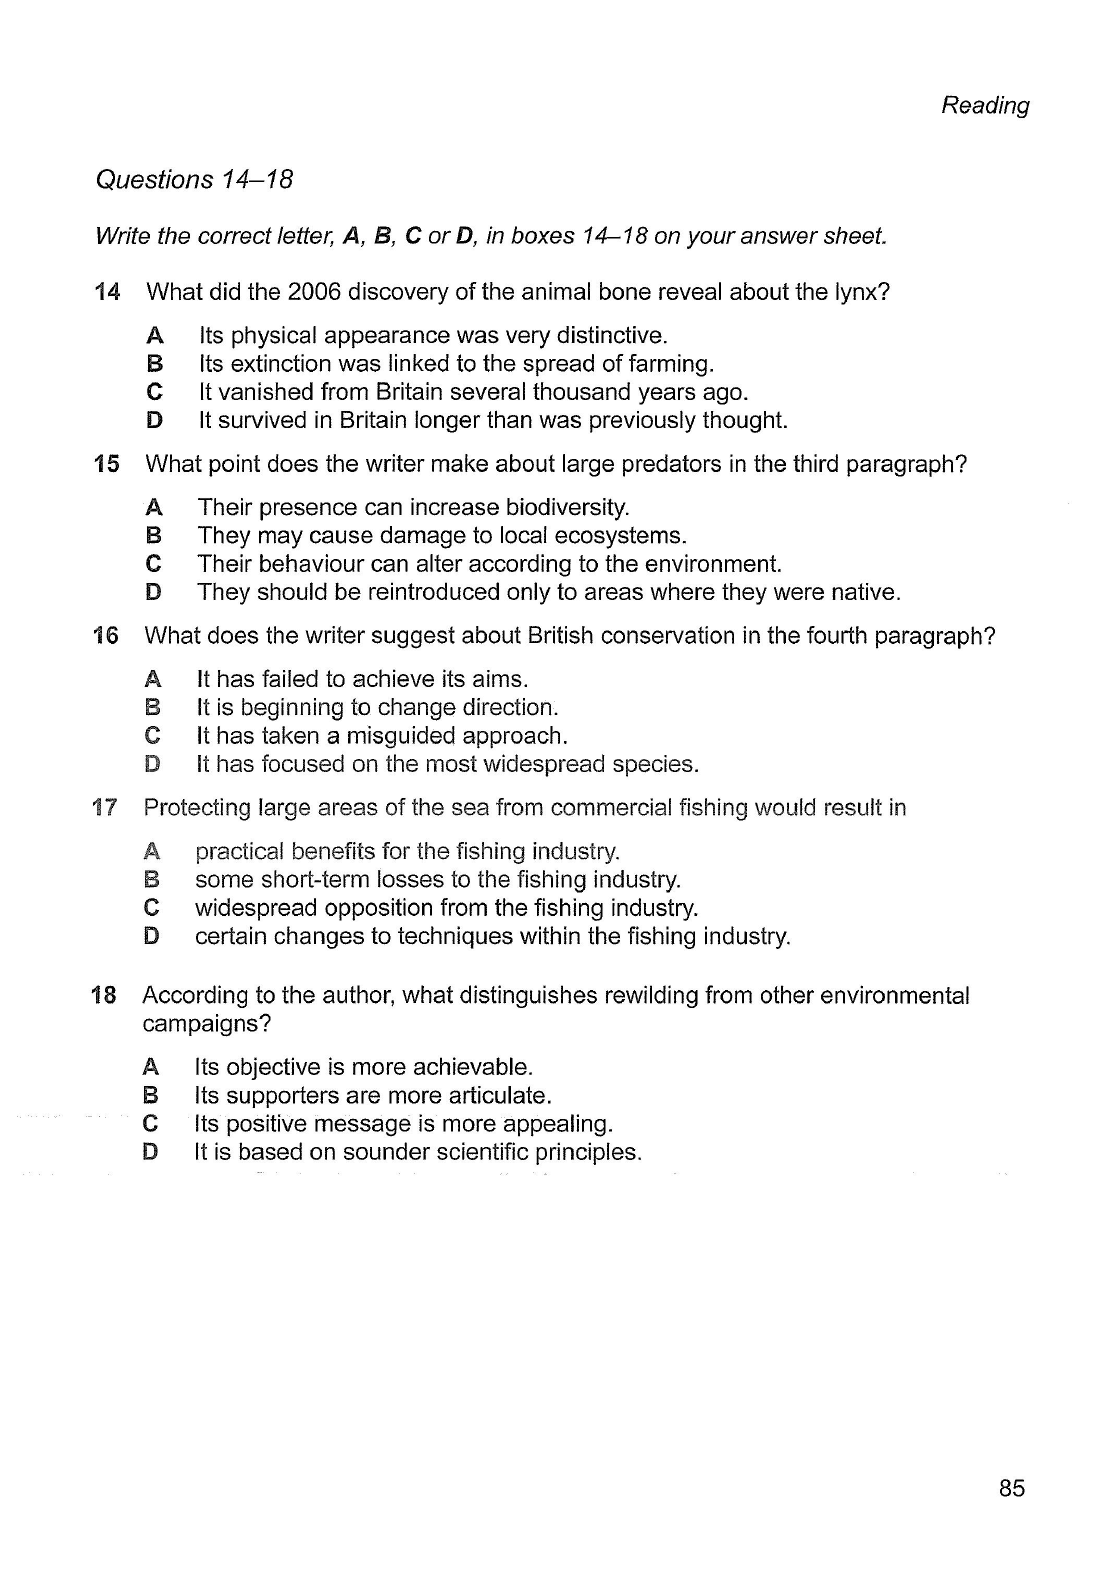 Reading
Questions 14–18
Write the correct letter, A, B, C or D, in boxes 14–18 on your answer sheet.
14 What did the 2006 discovery of the animal bone reveal about the lynx?
A Its physical appearance was very distinctive.
B Its extinction was linked to the spread of farming.
C It vanished from Britain several thousand years ago.
D It survived in Britain longer than was previously thought.
15 What point does the writer make about large predators in the third paragraph?
A Their presence can increase biodiversity.
B They may cause damage to local ecosystems.
C Their behaviour can alter according to the environment.
D They should be reintroduced only to areas where they were native.
16 What does the writer suggest about British conservation in the fourth paragraph?
A It has failed to achieve its aims.
B It is beginning to change direction.
C It has taken a misguided approach.
D It has focused on the most widespread species.
17 Protecting large areas of the sea from commercial fishing would result in
A practical benefits for the fishing industry.
B some short-term losses to the fishing industry.
C widespread opposition from the fishing industry.
D certain changes to techniques within the fishing industry.
18 According to the author, what distinguishes rewilding from other environmental
campaigns?
A Its objective is more achievable.
B Its supporters are more articulate.
C Its positive message is more appealing.
D It is based on sounder scientific principles.
85